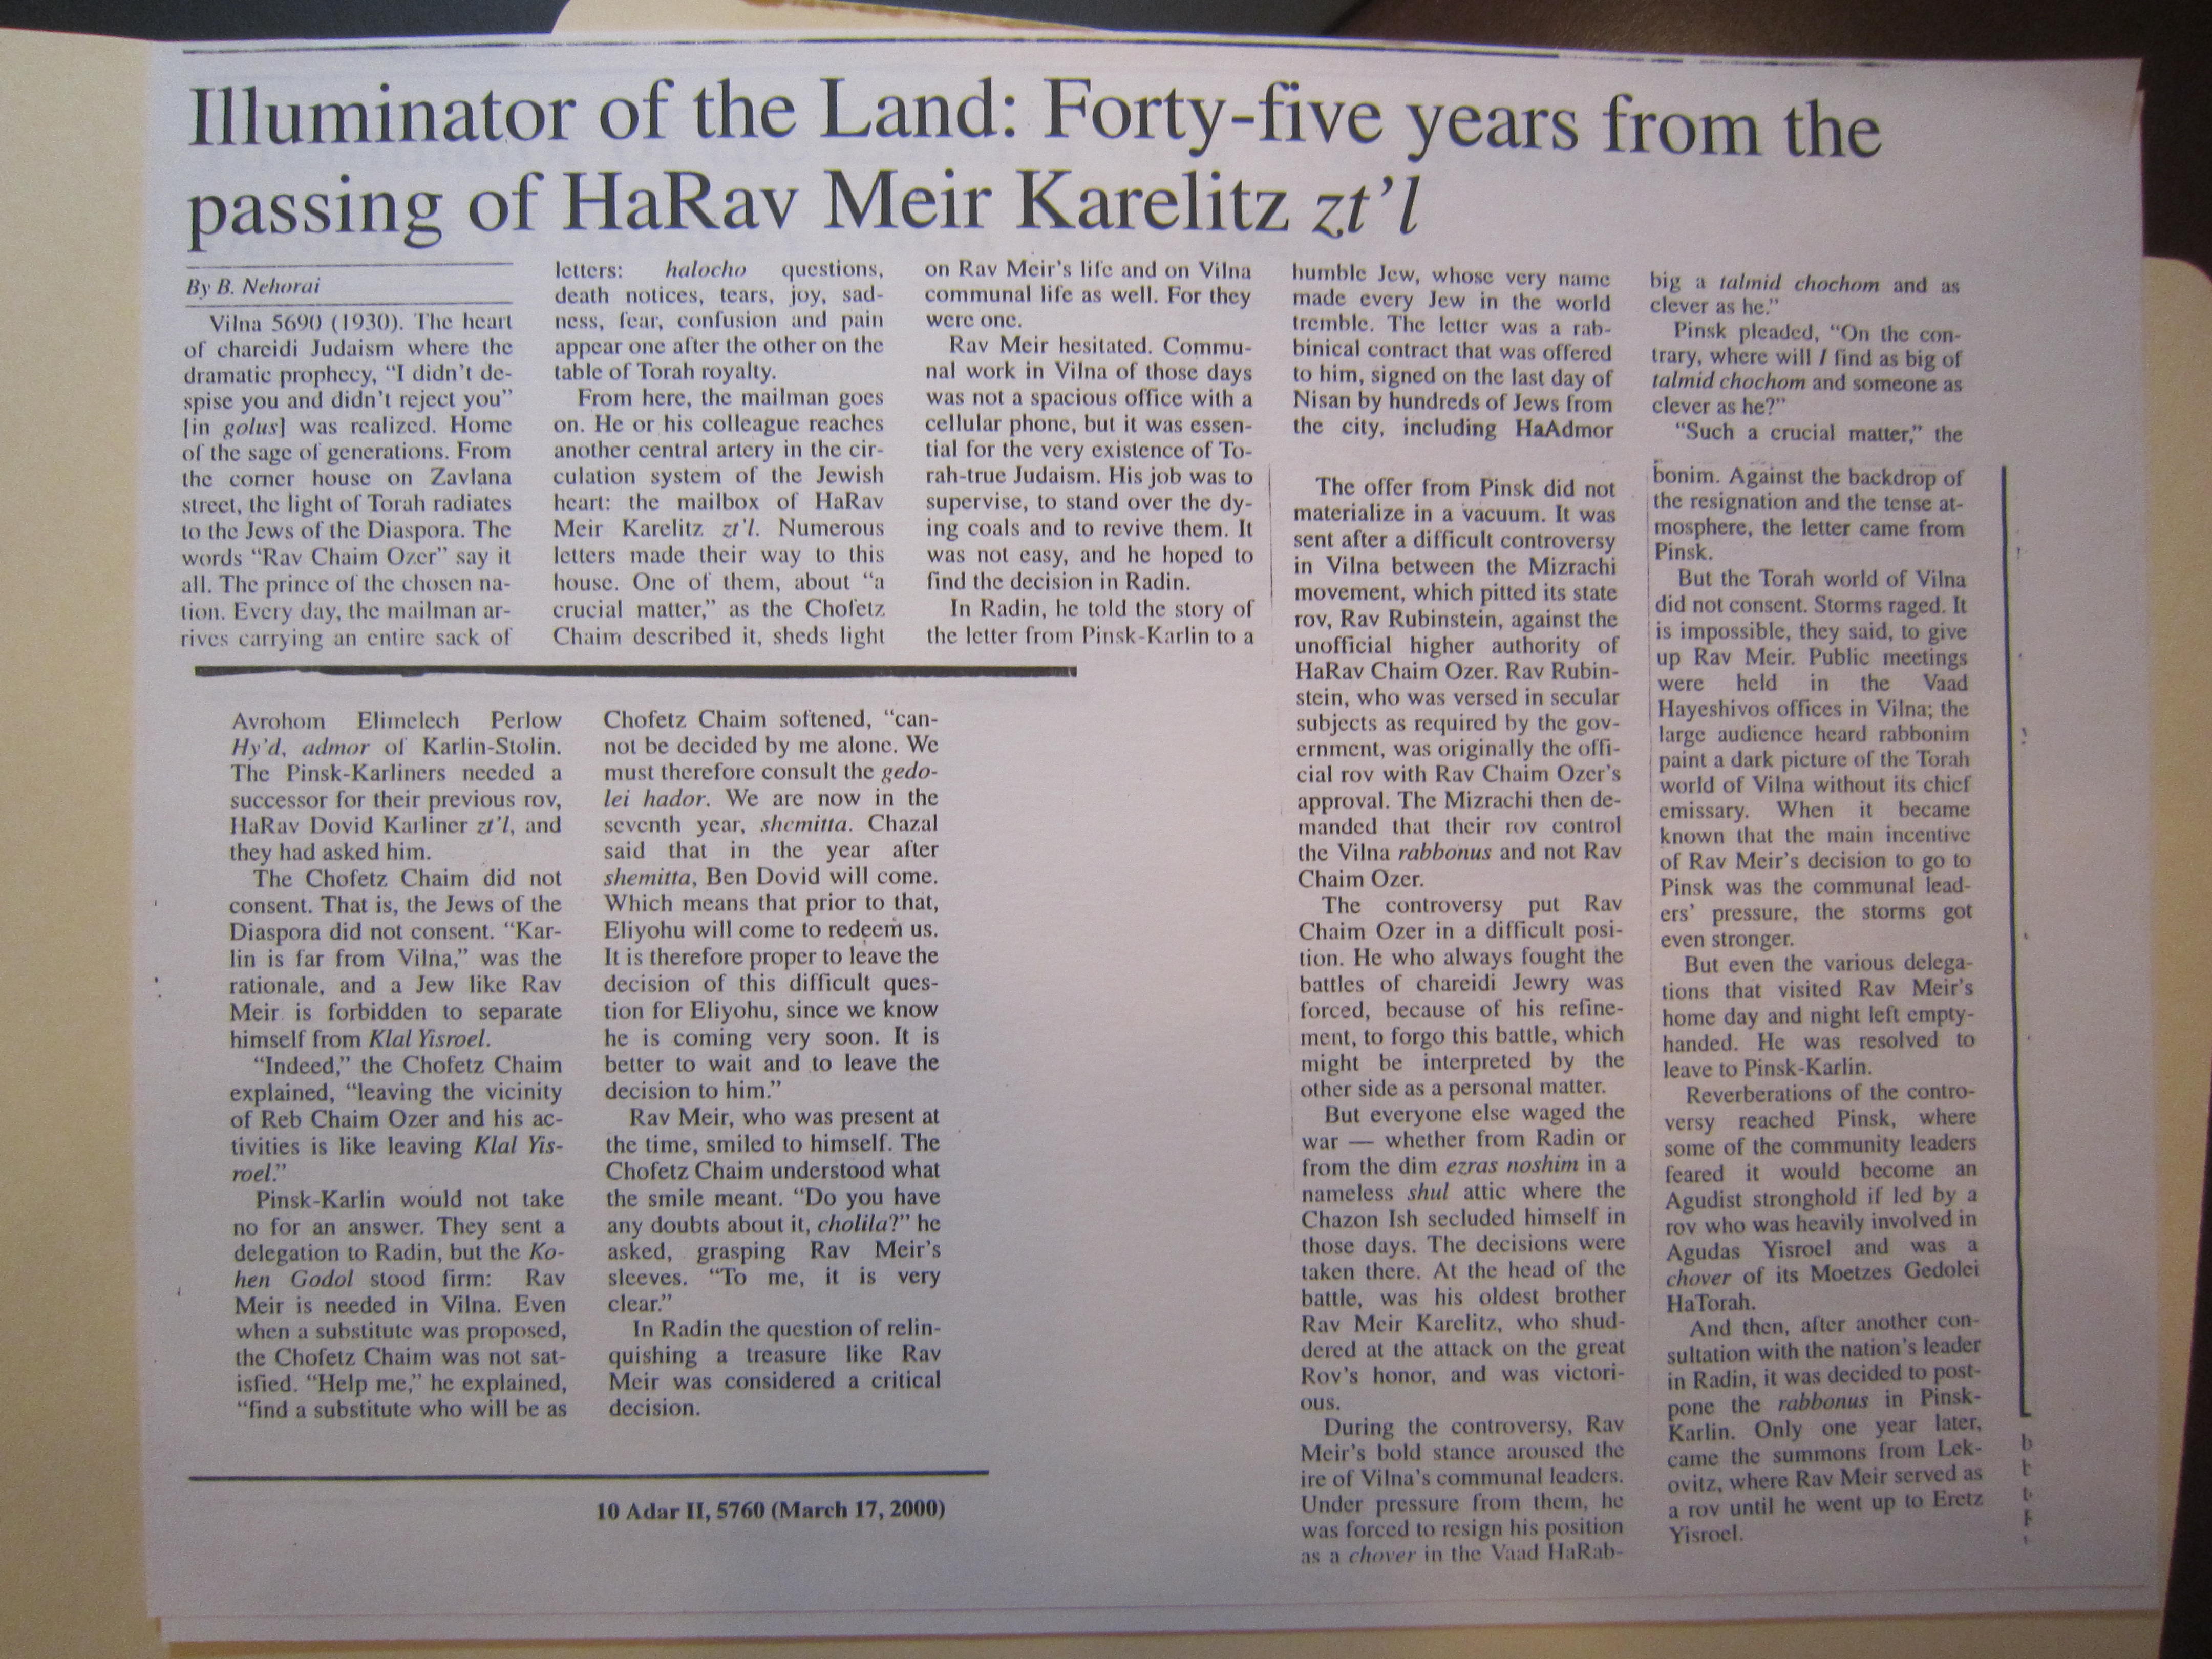 Illuminator of the Land: Forty-five years from the
passing of HaRav Meir Karelitz zt'l
By B. Nehorai
Vilna 5690 (1930). The heart
of chareidi Judaism where the
dramatic prophecy, "I didn't de-
spise you and didn't reject you"
[in golus] was realized. Home
of the sage of generations. From
the corner house on Zavlana
street, the light of Torah radiates
to the Jews of the Diaspora. The
words "Rav Chaim Ozer" say it
all. The prince of the chosen na-
tion. Every day, the mailman ar-
rives carrying an entire sack of
letters: halocho questions,
death notices, tears, joy, sad-
ness, fear, confusion and pain
appear one after the other on the
table of Torah royalty.
From here, the mailman goes
on. He or his colleague reaches
another central artery in the cir-
culation system of the Jewish
heart: the mailbox of HaRav
Meir Karelitz zt'l. Numerous
letters made their way to this
house. One of them, about "a
crucial matter," as the Chofetz
Chaim described it, sheds light
on Rav Meir's life and on Vilna
communal life as well. For they
were one.
Rav Meir hesitated. Commu-
nal work in Vilna of those days
was not a spacious office with a
cellular phone, but it was essen-
tial for the very existence of To-
rah-true Judaism. His job was to
supervise, to stand over the dy-
ing coals and to revive them. It
was not easy, and he hoped to
find the decision in Radin.
In Radin, he told the story of
the letter from Pinsk-Karlin to a
humble Jew, whose very name
made every Jew in the world
tremble. The letter was a rab-
binical contract that was offered
to him, signed on the last day of
Nisan by hundreds of Jews from
the city, including HaAdmor
big a talmid chochom and as
clever as he."
Pinsk pleaded, "On the con-
trary, where will I find as big of
talmid chochom and someone as
clever as he?"
"Such a crucial matter," the
Avrohom Elimelech Perlow
Hy'd, admor of Karlin-Stolin.
The Pinsk-Karliners needed a
successor for their previous rov,
HaRav Dovid Karliner zt'l, and
they had asked him.
The Chofetz Chaim did not
consent. That is, the Jews of the
Diaspora did not consent. "Kar-
lin is far from Vilna," was the
rationale, and a Jew like Rav
Meir is forbidden to separate
himself from Klal Yisroel.
"Indeed," the Chofetz Chaim
explained, "leaving the vicinity
of Reb Chaim Ozer and his ac-
tivities is like leaving Klal Yis-
roel."
Pinsk-Karlin would not take
no for an answer. They sent a
delegation to Radin, but the Ko-
hen Godol stood firm: Rav
Meir is needed in Vilna. Even
when a substitute was proposed,
the Chofetz Chaim was not sat-
isfied. "Help me," he explained,
"find a substitute who will be as
Chofetz Chaim softened, "can-
not be decided by me alone. We
must therefore consult the gedo-
lei hador. We are now in the
seventh year, shemitta. Chazal
said that in the year after
shemitta, Ben Dovid will come.
Which means that prior to that,
Eliyohu will come to redeem us.
It is therefore proper to leave the
decision of this difficult ques-
tion for Eliyohu, since we know
he is coming very soon. It is
better to wait and to leave the
decision to him."
Rav Meir, who was present at
the time, smiled to himself. The
Chofetz Chaim understood what
the smile meant. "Do you have
any doubts about it, cholila?" he
asked, grasping Rav Meir's
sleeves. "To me, it is very
clear."
In Radin the question of relin-
quishing a treasure like Rav
Meir was considered a critical
decision.
10 Adar II, 5760 (March 17, 2000)
The offer from Pinsk did not
materialize in a vacuum. It was
sent after a difficult controversy
in Vilna between the Mizrachi
movement, which pitted its state
rov, Rav Rubinstein, against the
unofficial higher authority of
HaRav Chaim Ozer. Rav Rubin-
stein, who was versed in secular
subjects as required by the gov-
ernment, was originally the offi-
cial rov with Rav Chaim Ozer's
approval. The Mizrachi then de-
manded that their rov control
the Vilna rabbonus and not Rav
Chaim Ozer.
The controversy put Rav
Chaim Ozer in a difficult posi-
tion. He who always fought the
battles of chareidi Jewry was
forced, because of his refine-
ment, to forgo this battle, which
might be interpreted by the
other side as a personal matter.
But everyone else waged the
war — whether from Radin or
from the dim ezras noshim in a
nameless shul attic where the
Chazon Ish secluded himself in
those days. The decisions were
taken there. At the head of the
battle, was his oldest brother
Rav Meir Karelitz, who shud-
dered at the attack on the great
Rov's honor, and was victori-
ous.
During the controversy, Rav
Meir's bold stance aroused the
ire of Vilna's communal leaders.
Under pressure from them, he
was forced to resign his position
as a chover in the Vaad HaRab-
bonim. Against the backdrop of
the resignation and the tense at-
mosphere, the letter came from
Pinsk.
But the Torah world of Vilna
did not consent. Storms raged. It
is impossible, they said, to give
up Rav Meir. Public meetings
were held in the Vaad
Hayeshivos offices in Vilna; the
large audience heard rabbonim
paint a dark picture of the Torah
world of Vilna without its chief
emissary. When it became
known that the main incentive
of Rav Meir's decision to go to
Pinsk was the communal lead-
ers' pressure, the storms got
even stronger.
But even the various delega-
tions that visited Rav Meir's
home day and night left empty-
handed. He was resolved to
leave to Pinsk-Karlin.
Reverberations of the contro-
versy reached Pinsk, where
some of the community leaders
feared it would become an
Agudist stronghold if led by a
rov who was heavily involved in
Agudas Yisroel and was a
chover of its Moetzes Gedolei
HaTorah.
And then, after another con-
sultation with the nation's leader
in Radin, it was decided to post-
pone the rabbonus in Pinsk-
Karlin. Only one year later,
came the summons from Lek-
ovitz, where Rav Meir served as
a rov until he went up to Eretz
Yisroel.